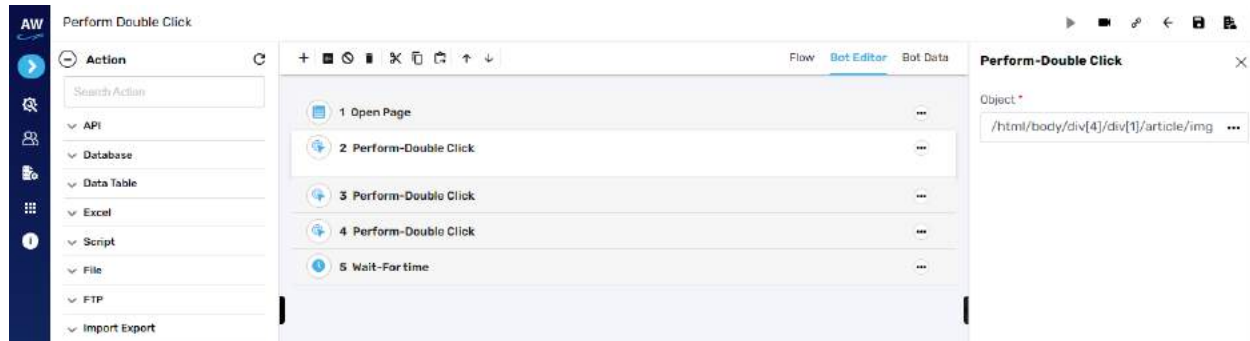 AW
Perform Double Click
Action
Search Action
API
Database
Data Table
Excel
Script
File
FTP
Import Export
Flow
Bot Editor
Bot Data
1 Open Page
2 Perform-Double Click
3 Perform-Double Click
4 Perform-Double Click
5 Wait-For time
Perform-Double Click
Object *
/html/body/div[4]/div[1]/article/img